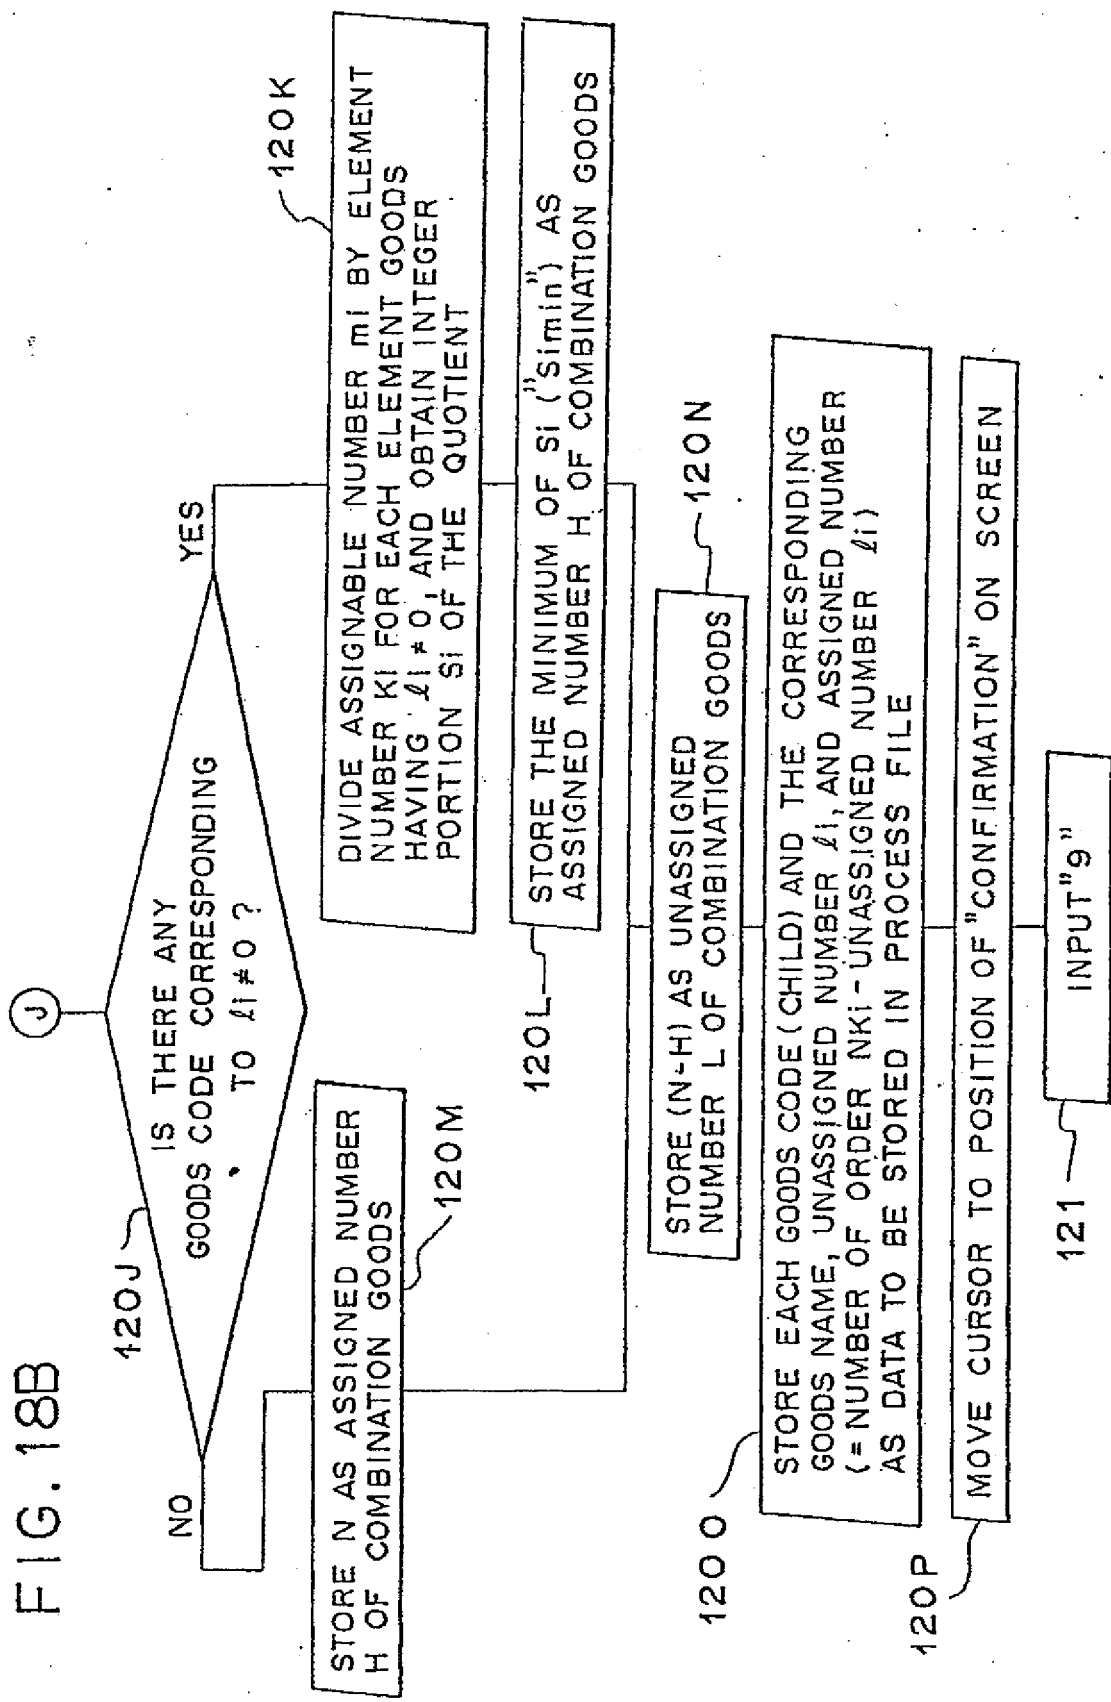 FIG. 18B
J
120J
IS THERE ANY
GOODS CODE CORRESPONDING
TO ℓi≠0 ?
NO
YES
STORE N AS ASSIGNED NUMBER
H OF COMBINATION GOODS
120M
120K
DIVIDE ASSIGNABLE NUMBER mi BY ELEMENT
NUMBER Ki FOR EACH ELEMENT GOODS
HAVING ℓi≠0, AND OBTAIN INTEGER
PORTION Si OF THE QUOTIENT
120L
STORE THE MINIMUM OF Si ("Simin") AS
ASSIGNED NUMBER H OF COMBINATION GOODS
STORE (N-H) AS UNASSIGNED
NUMBER L OF COMBINATION GOODS
120N
120O
STORE EACH GOODS CODE (CHILD) AND THE CORRESPONDING
GOODS NAME, UNASSIGNED NUMBER ℓi, AND ASSIGNED NUMBER
(=NUMBER OF ORDER NKi-UNASSIGNED NUMBER ℓi)
AS DATA TO BE STORED IN PROCESS FILE
120P
MOVE CURSOR TO POSITION OF "CONFIRMATION" ON SCREEN
121
INPUT "9"